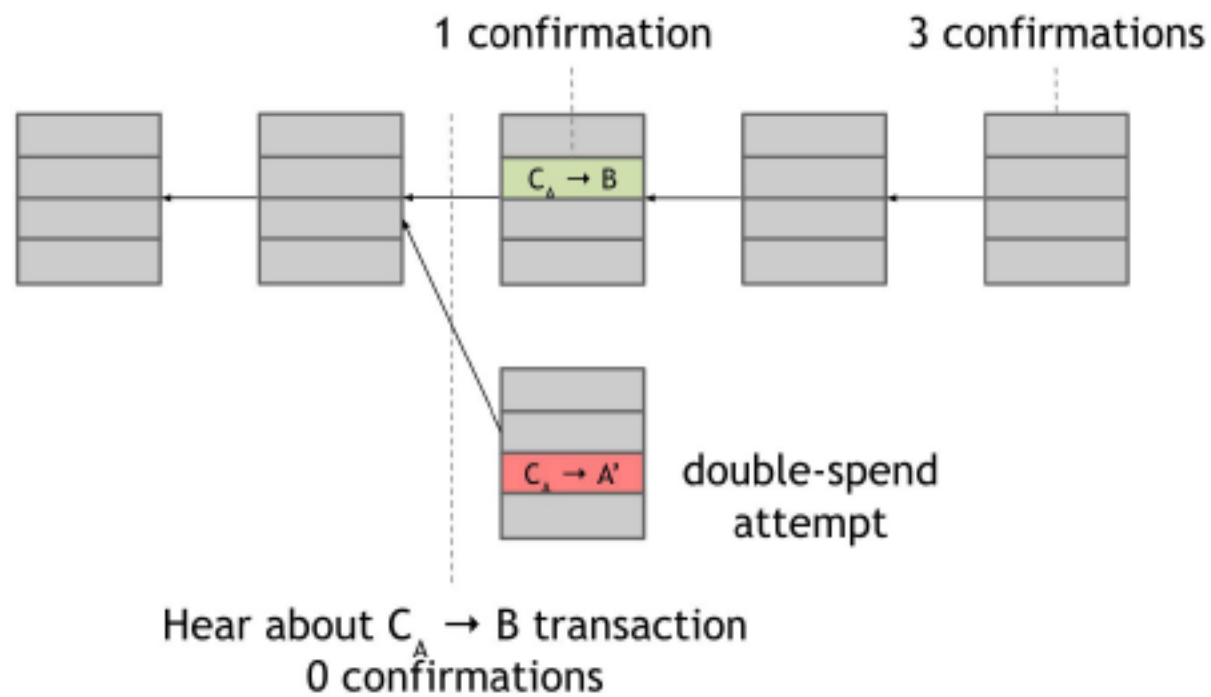 1 confirmation
3 confirmations
C_A → B
C_A → A'
double-spend
attempt
Hear about C_A → B transaction
0 confirmations